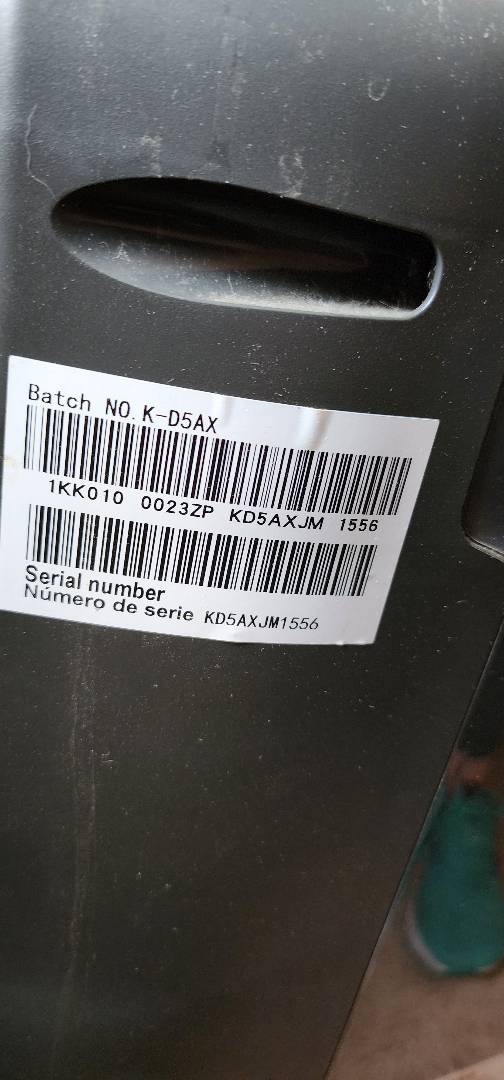 Batch NO.K-D5AX
1KK010 0023ZP KD5AXJM 1556
Serial number
Número de serie KD5AXJM1556